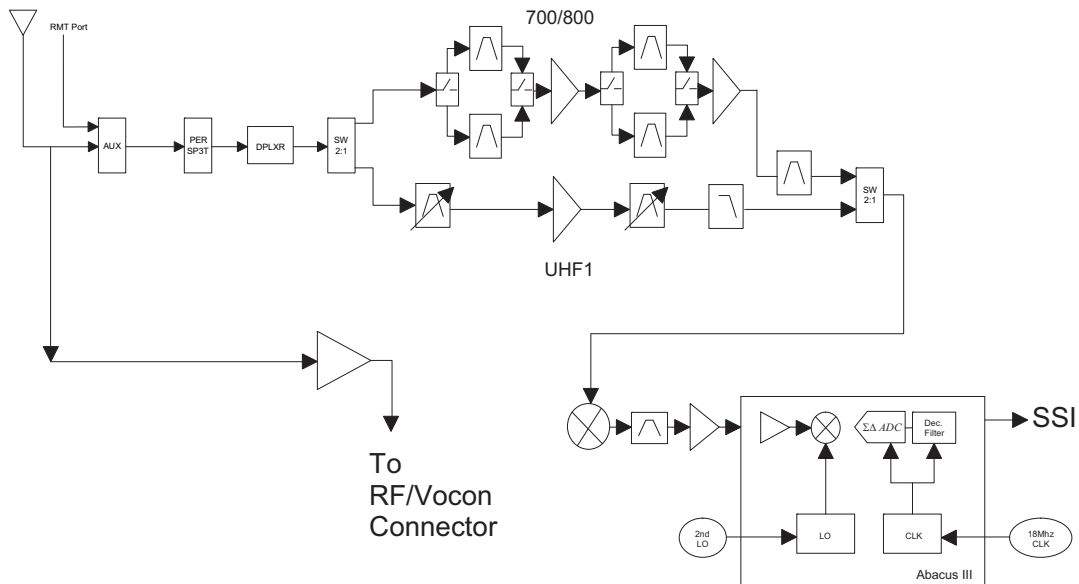 700/800
RMT Port
AUX
PER
SP3T
DPLXR
SW
2:1
SW
2:1
UHF1
To
RF/Vocon
Connector
ΣΔ ADC
Dec.
Filter
SSI
2nd
LO
LO
CLK
18Mhz
CLK
Abacus III